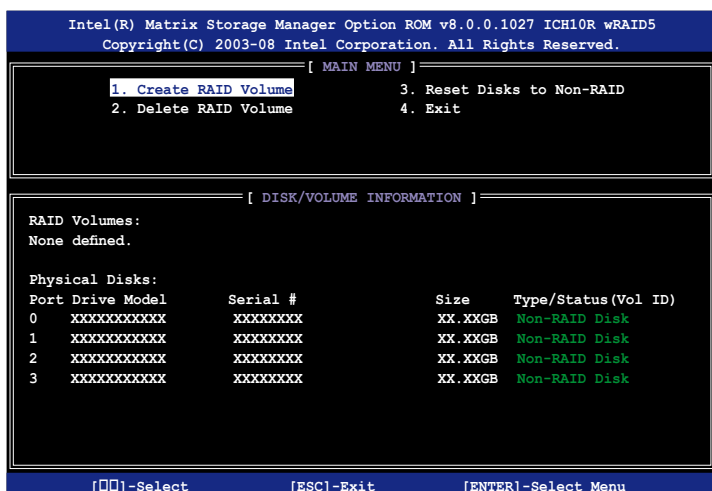 Intel(R) Matrix Storage Manager Option ROM v8.0.0.1027 ICH10R wRAID5
Copyright(C) 2003-08 Intel Corporation. All Rights Reserved.
[ MAIN MENU ]
1. Create RAID Volume 3. Reset Disks to Non-RAID
2. Delete RAID Volume 4. Exit
[ DISK/VOLUME INFORMATION ]
RAID Volumes:
None defined.
Physical Disks:
Port Drive Model Serial # Size Type/Status(Vol ID)
0 XXXXXXXXXXX XXXXXXXX XX.XXGB Non-RAID Disk
1 XXXXXXXXXXX XXXXXXXX XX.XXGB Non-RAID Disk
2 XXXXXXXXXXX XXXXXXXX XX.XXGB Non-RAID Disk
3 XXXXXXXXXXX XXXXXXXX XX.XXGB Non-RAID Disk
[▯▯]-Select [ESC]-Exit [ENTER]-Select Menu